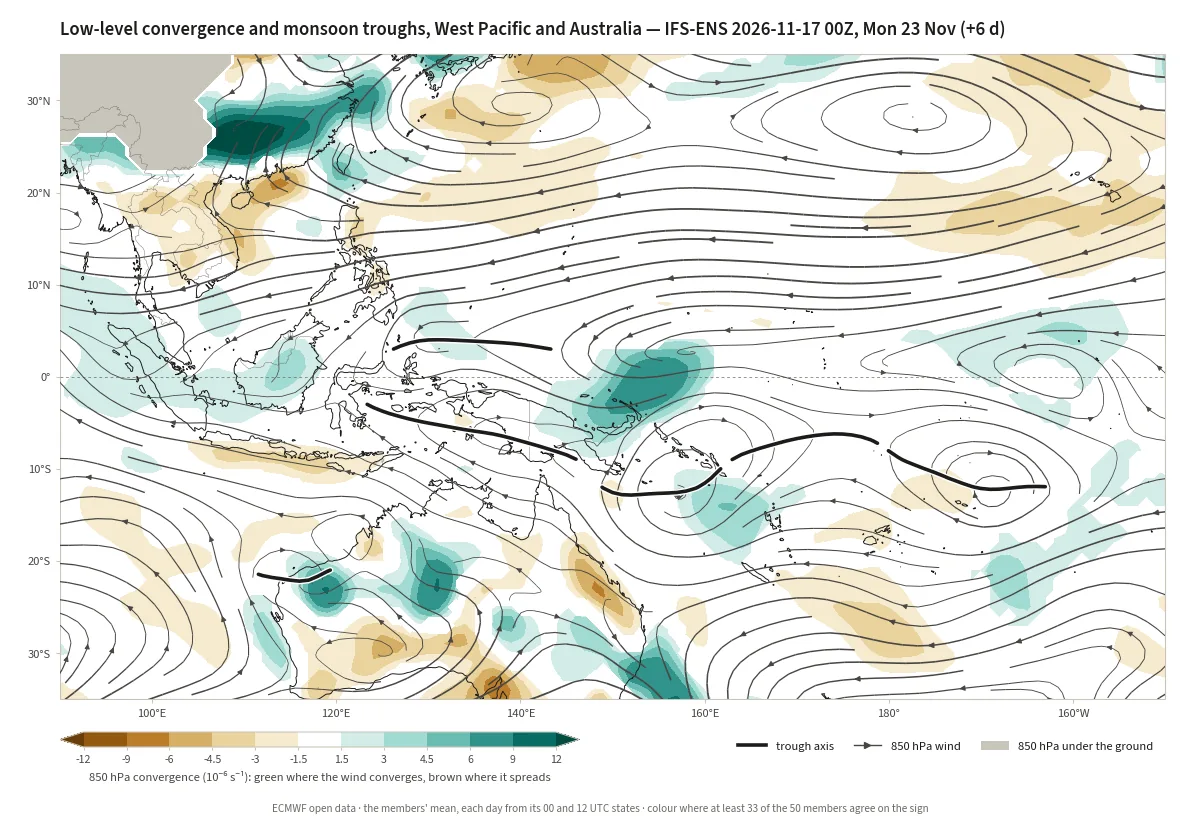 Low-level convergence and monsoon troughs, West Pacific and Australia — IFS-ENS 2026-11-17 00Z, Mon 23 Nov (+6 d)
30°N
20°N
10°N
0°
10°S
20°S
30°S
100°E 120°E 140°E 160°E 180° 160°W
-12 -9 -6 -4.5 -3 -1.5 1.5 3 4.5 6 9 12
850 hPa convergence (10⁻⁶ s⁻¹): green where the wind converges, brown where it spreads
trough axis 850 hPa wind 850 hPa under the ground
ECMWF open data · the members' mean, each day from its 00 and 12 UTC states · colour where at least 33 of the 50 members agree on the sign